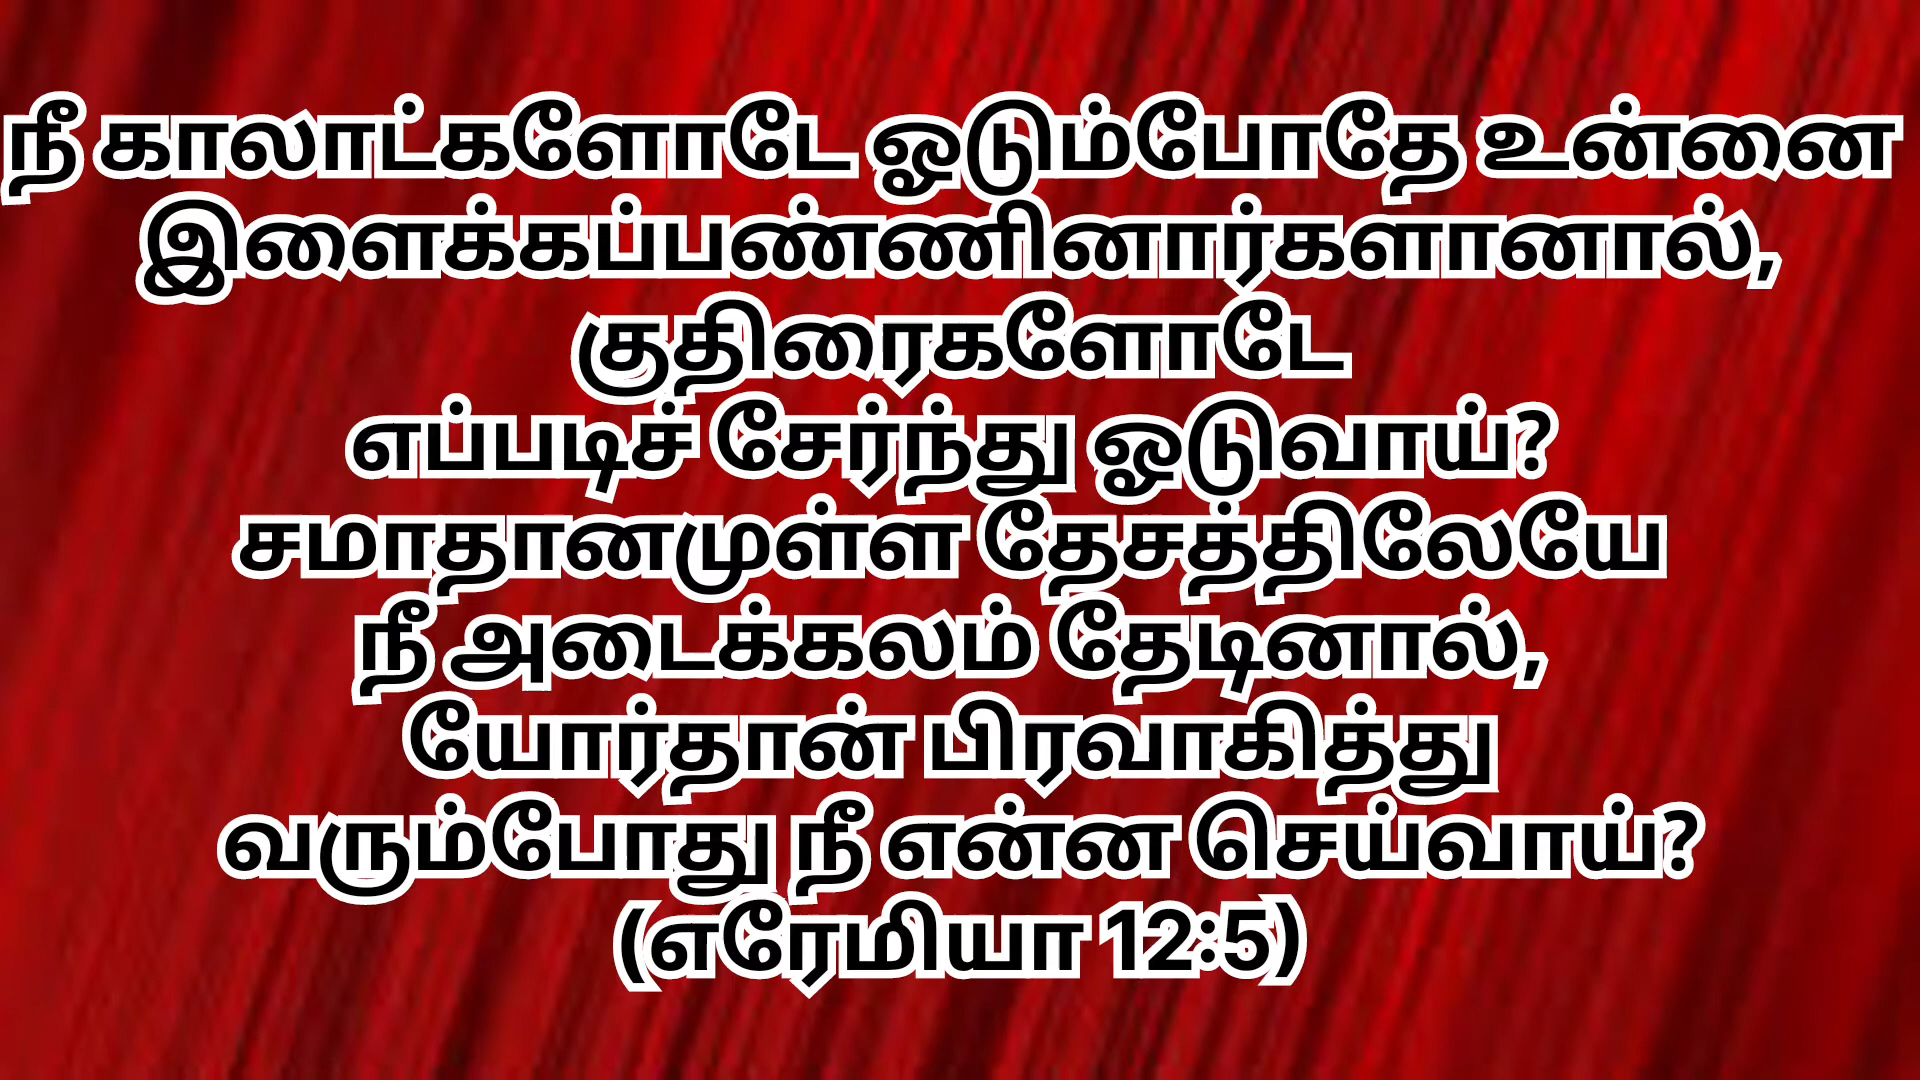 நீ காலாட்களோடே ஓடும்போதே உன்னை
இளைக்கப்பண்ணினார்களானால்,
குதிரைகளோடே
எப்படிச் சேர்ந்து ஓடுவாய்?
சமாதானமுள்ள தேசத்திலேயே
நீ அடைக்கலம் தேடினால்,
யோர்தான் பிரவாகித்து
வரும்போது நீ என்ன செய்வாய்?
(எரேமியா 12:5)